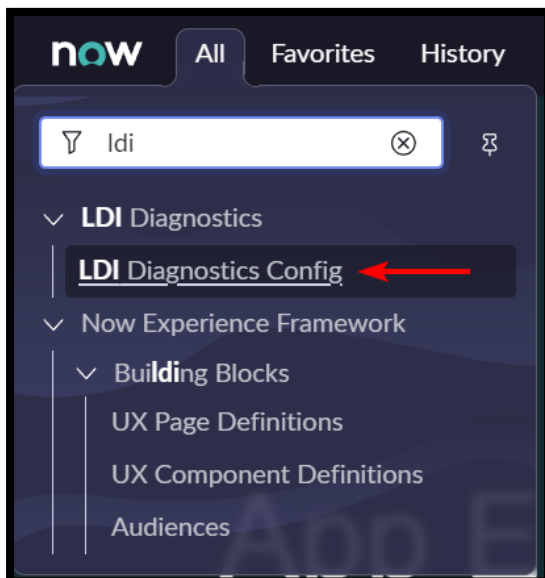 now All Favorites History
ldi
LDI Diagnostics
LDI Diagnostics Config
Now Experience Framework
Building Blocks
UX Page Definitions
UX Component Definitions
Audiences
App E